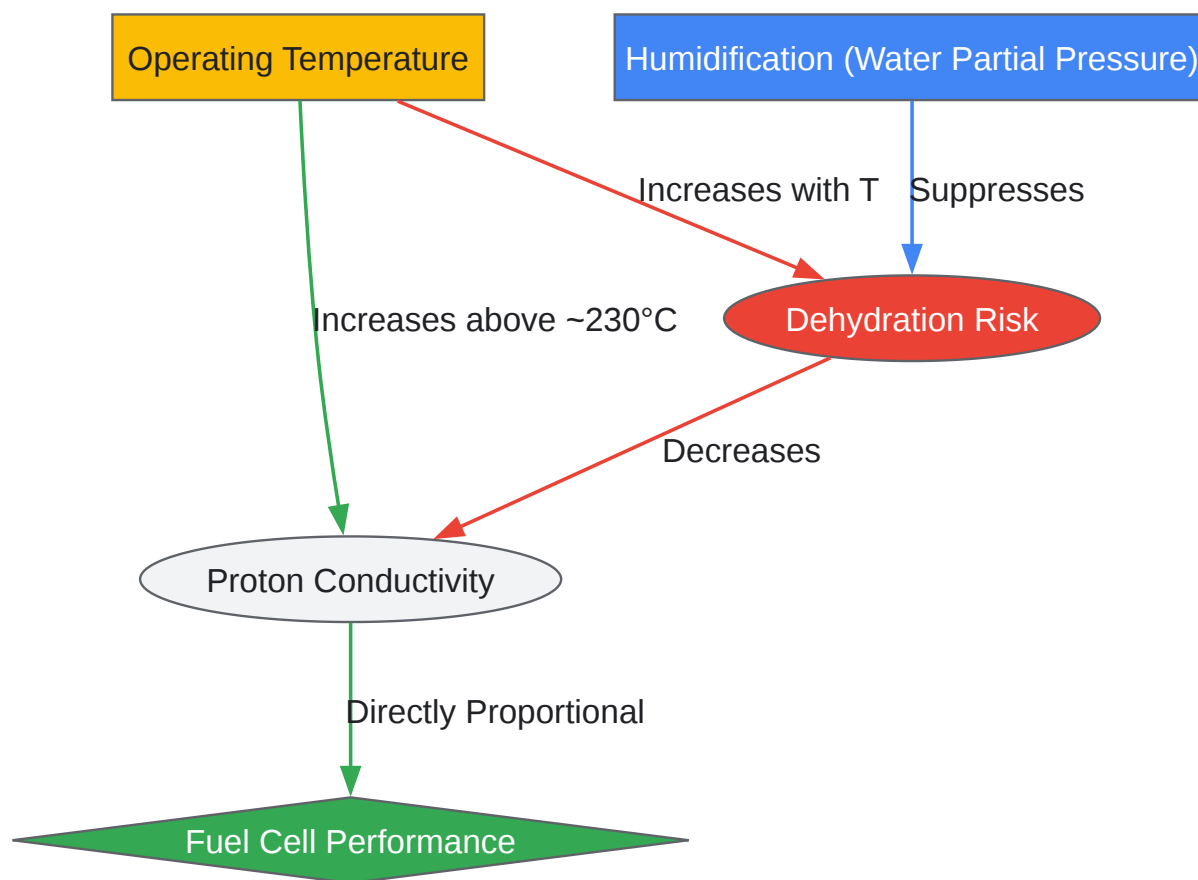 Operating Temperature
Humidification (Water Partial Pressure)
Increases with T
Suppresses
Increases above ~230°C
Dehydration Risk
Decreases
Proton Conductivity
Directly Proportional
Fuel Cell Performance